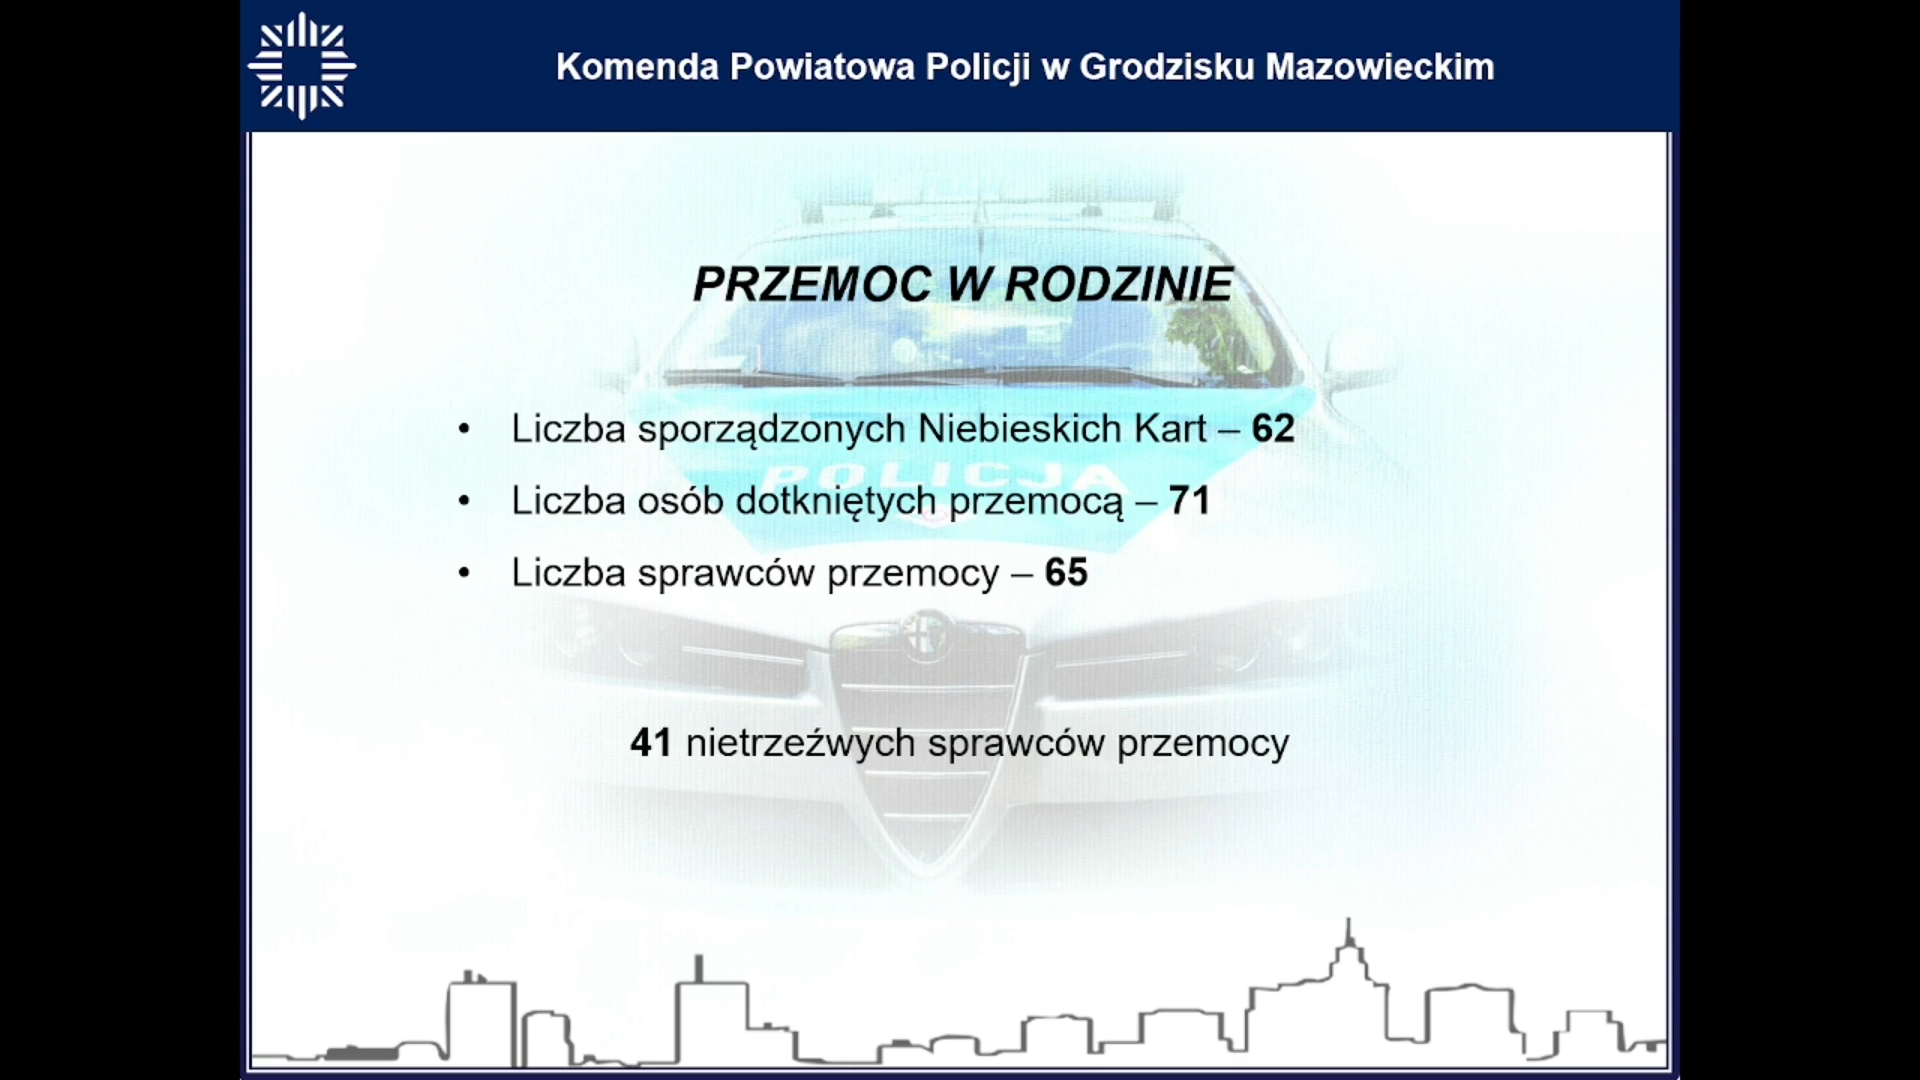 Komenda Powiatowa Policji w Grodzisku Mazowieckim
PRZEMOC W RODZINIE
• Liczba sporządzonych Niebieskich Kart – 62
POLICJA
• Liczba osób dotkniętych przemocą – 71
• Liczba sprawców przemocy – 65
41 nietrzeźwych sprawców przemocy